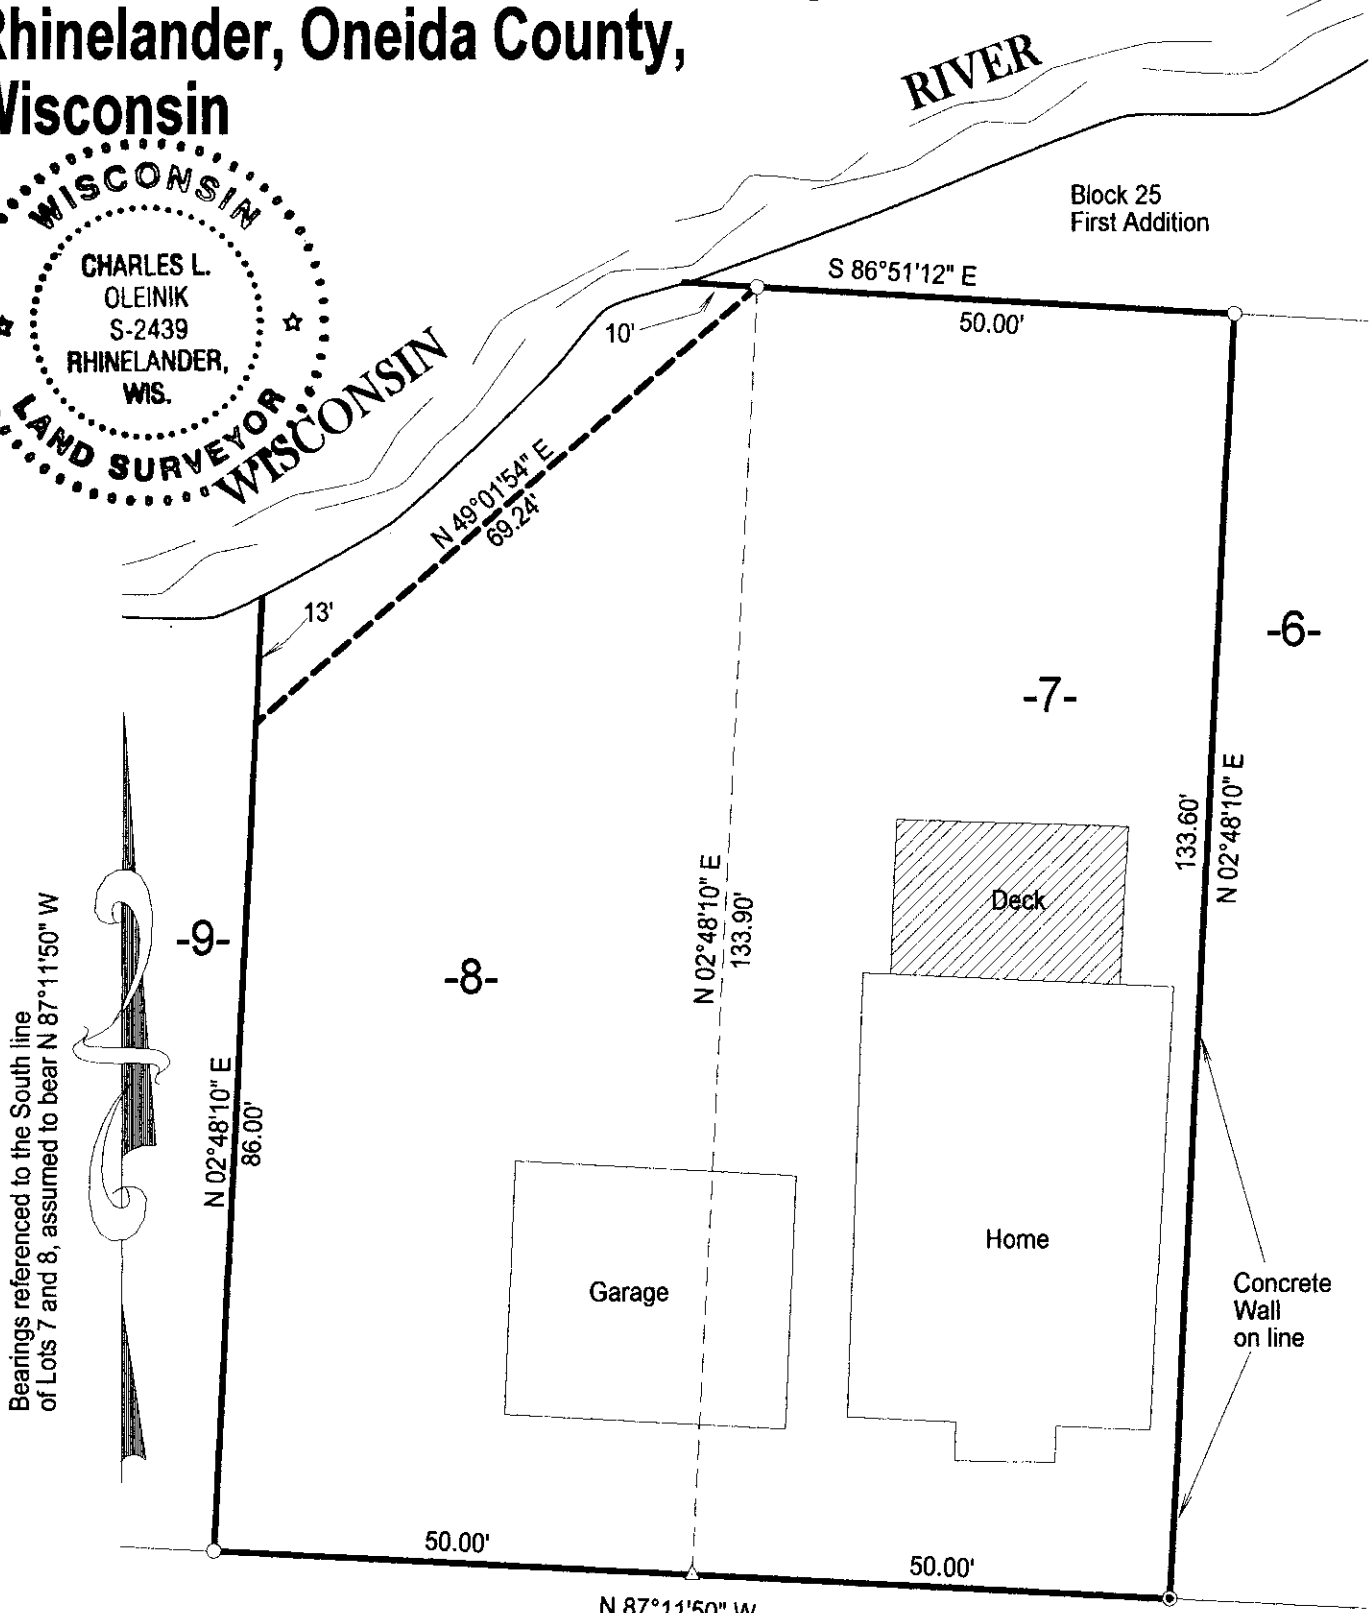 Rhinelander, Oneida County,
Wisconsin
WISCONSIN
CHARLES L.
OLEINIK
S-2439
RHINELANDER,
WIS.
LAND SURVEYOR
WISCONSIN
RIVER
Block 25
First Addition
S 86°51'12" E
50.00'
10'
N 49°01'54" E
69.24'
13'
-6-
-7-
133.60'
N 02°48'10" E
Deck
N 02°48'10" E
133.90'
-9-
-8-
Bearings referenced to the South line
of Lots 7 and 8, assumed to bear N 87°11'50" W
N 02°48'10" E
86.00'
Home
Garage
Concrete
Wall
on line
50.00'
50.00'
N 87°11'50" W